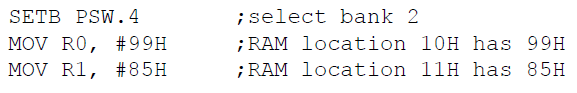 SETB PSW.4 ;select bank 2
MOV R0, #99H ;RAM location 10H has 99H
MOV R1, #85H ;RAM location 11H has 85H